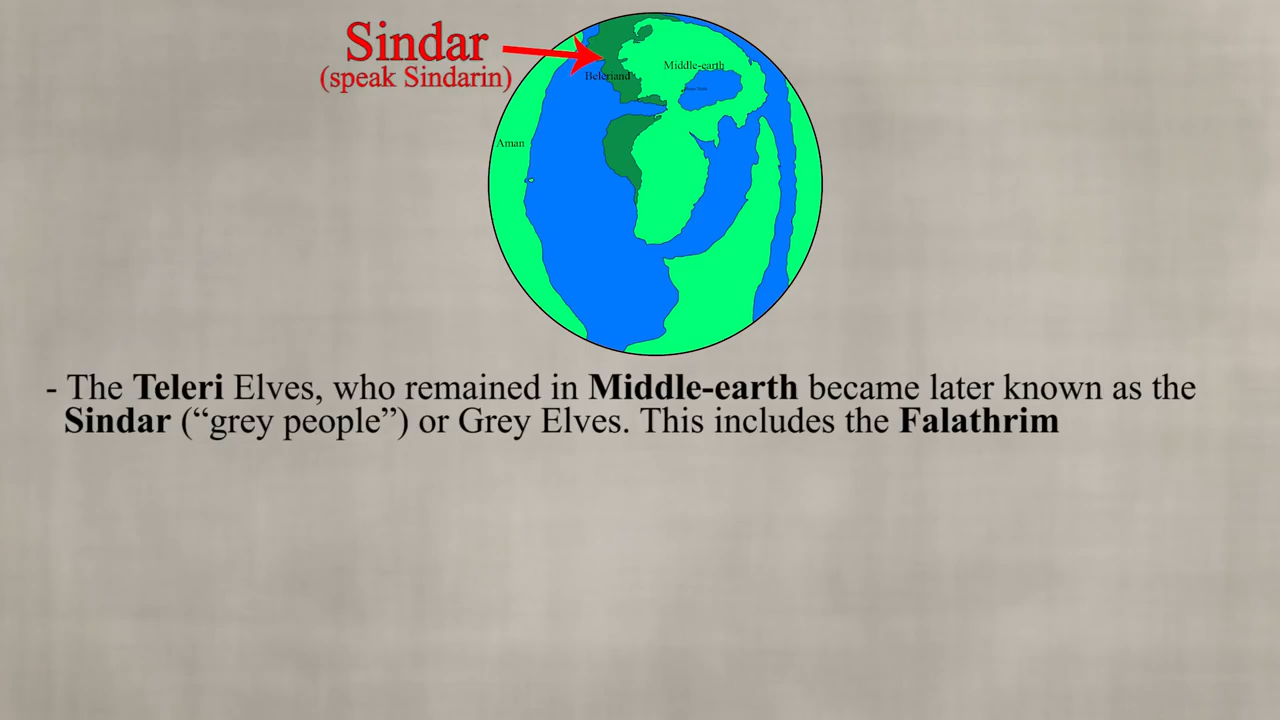 Sindar
(speak Sindarin)
Middle-earth
Beleriand
Aman
- The Teleri Elves, who remained in Middle-earth became later known as the
Sindar (“grey people”) or Grey Elves. This includes the Falathrim